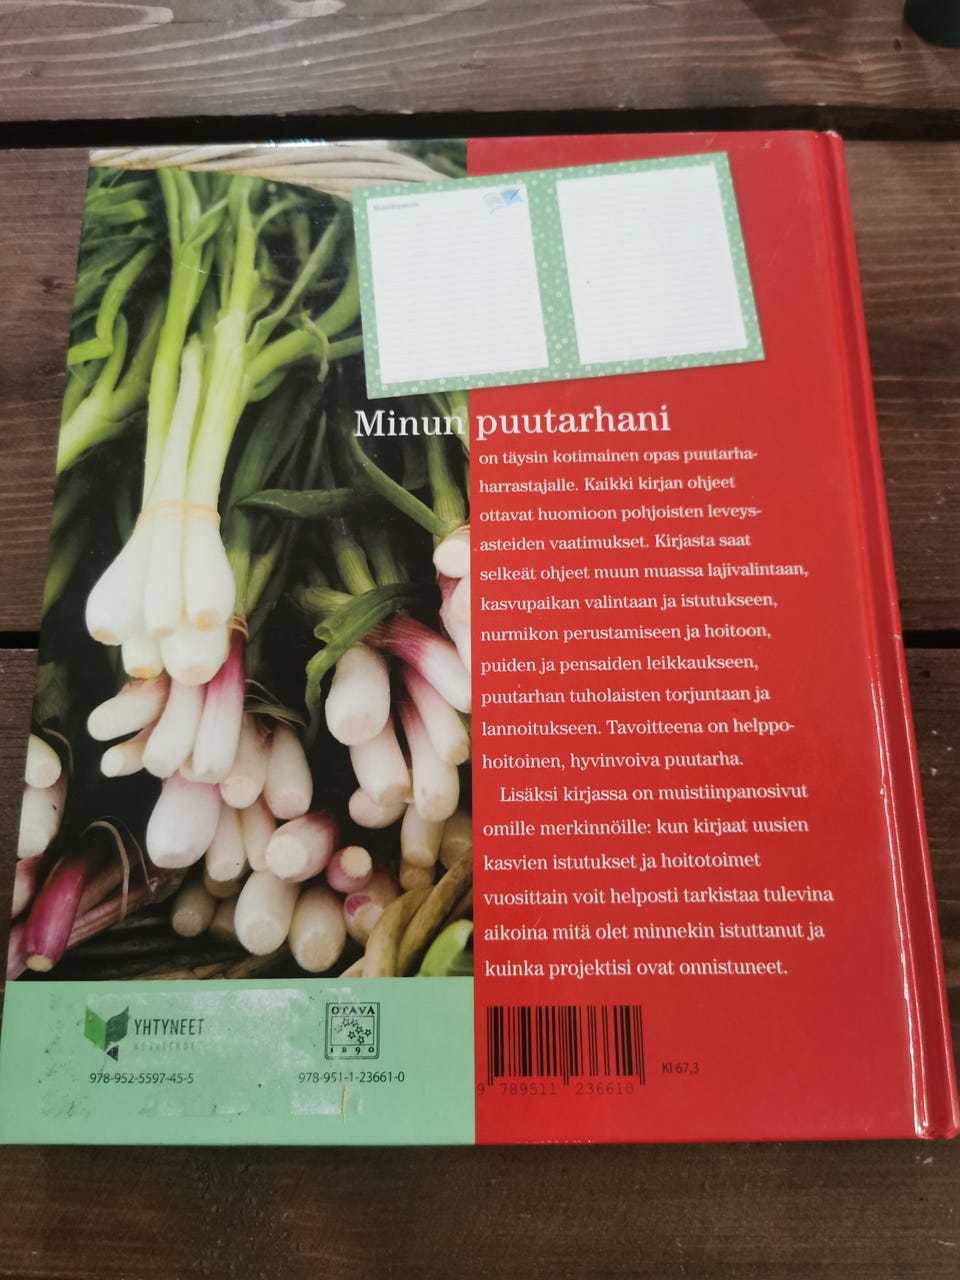 Muistiinpanoja
Minun puutarhani
on täysin kotimainen opas puutarha-
harrastajalle. Kaikki kirjan ohjeet
ottavat huomioon pohjoisten leveys-
asteiden vaatimukset. Kirjasta saat
selkeät ohjeet muun muassa lajivalintaan,
kasvupaikan valintaan ja istutukseen,
nurmikon perustamiseen ja hoitoon,
puiden ja pensaiden leikkaukseen,
puutarhan tuholaisten torjuntaan ja
lannoitukseen. Tavoitteena on helppo-
hoitoinen, hyvinvoiva puutarha.
Lisäksi kirjassa on muistiinpanosivut
omille merkinnöille: kun kirjaat uusien
kasvien istutukset ja hoitotoimet
vuosittain voit helposti tarkistaa tulevina
aikoina mitä olet minnekin istuttanut ja
kuinka projektisi ovat onnistuneet.
YHTYNEET
978-952-5597-45-5
OTAVA
1890
978-951-1-23661-0
9 789511 236610
Kl 67,3